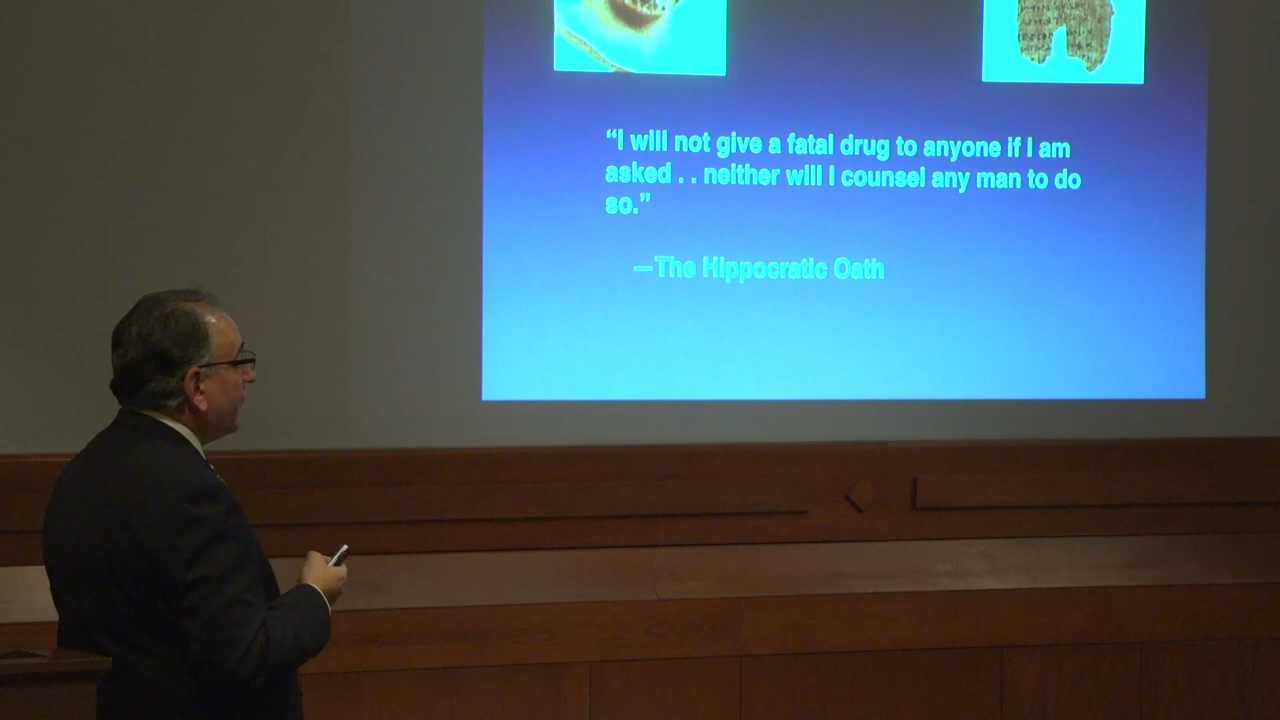 “I will not give a fatal drug to anyone if I am
asked . . neither will I counsel any man to do
so.”
—The Hippocratic Oath